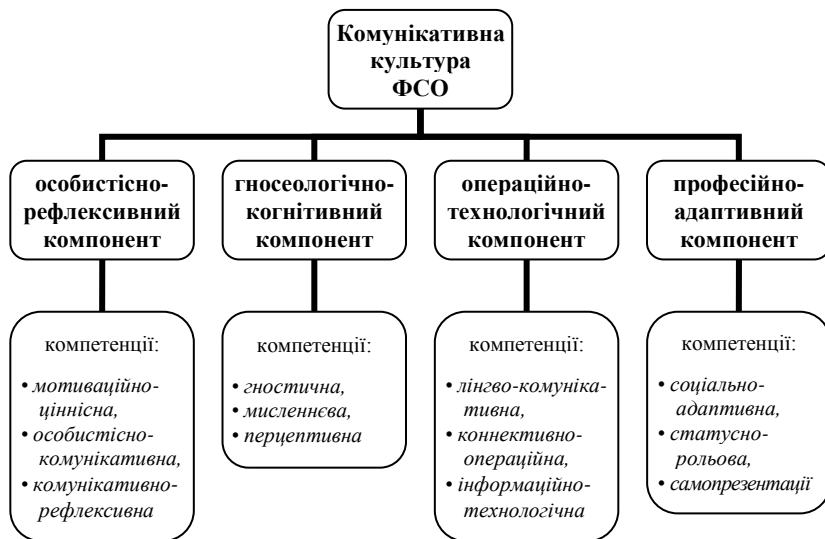 Комунікативна
культура
ФСО
особистісно-
рефлексивний
компонент
гносеологічно-
когнітивний
компонент
операційно-
технологічний
компонент
професійно-
адаптивний
компонент
компетенції:
• мотиваційно-
ціннісна,
• особистісно-
комунікативна,
• комунікативно-
рефлексивна
компетенції:
• гностична,
• мисленнєва,
• перцептивна
компетенції:
• лінгво-комуніка-
тивна,
• коннективно-
операційна,
• інформаційно-
технологічна
компетенції:
• соціально-
адаптивна,
• статусно-
рольова,
• самопрезентації